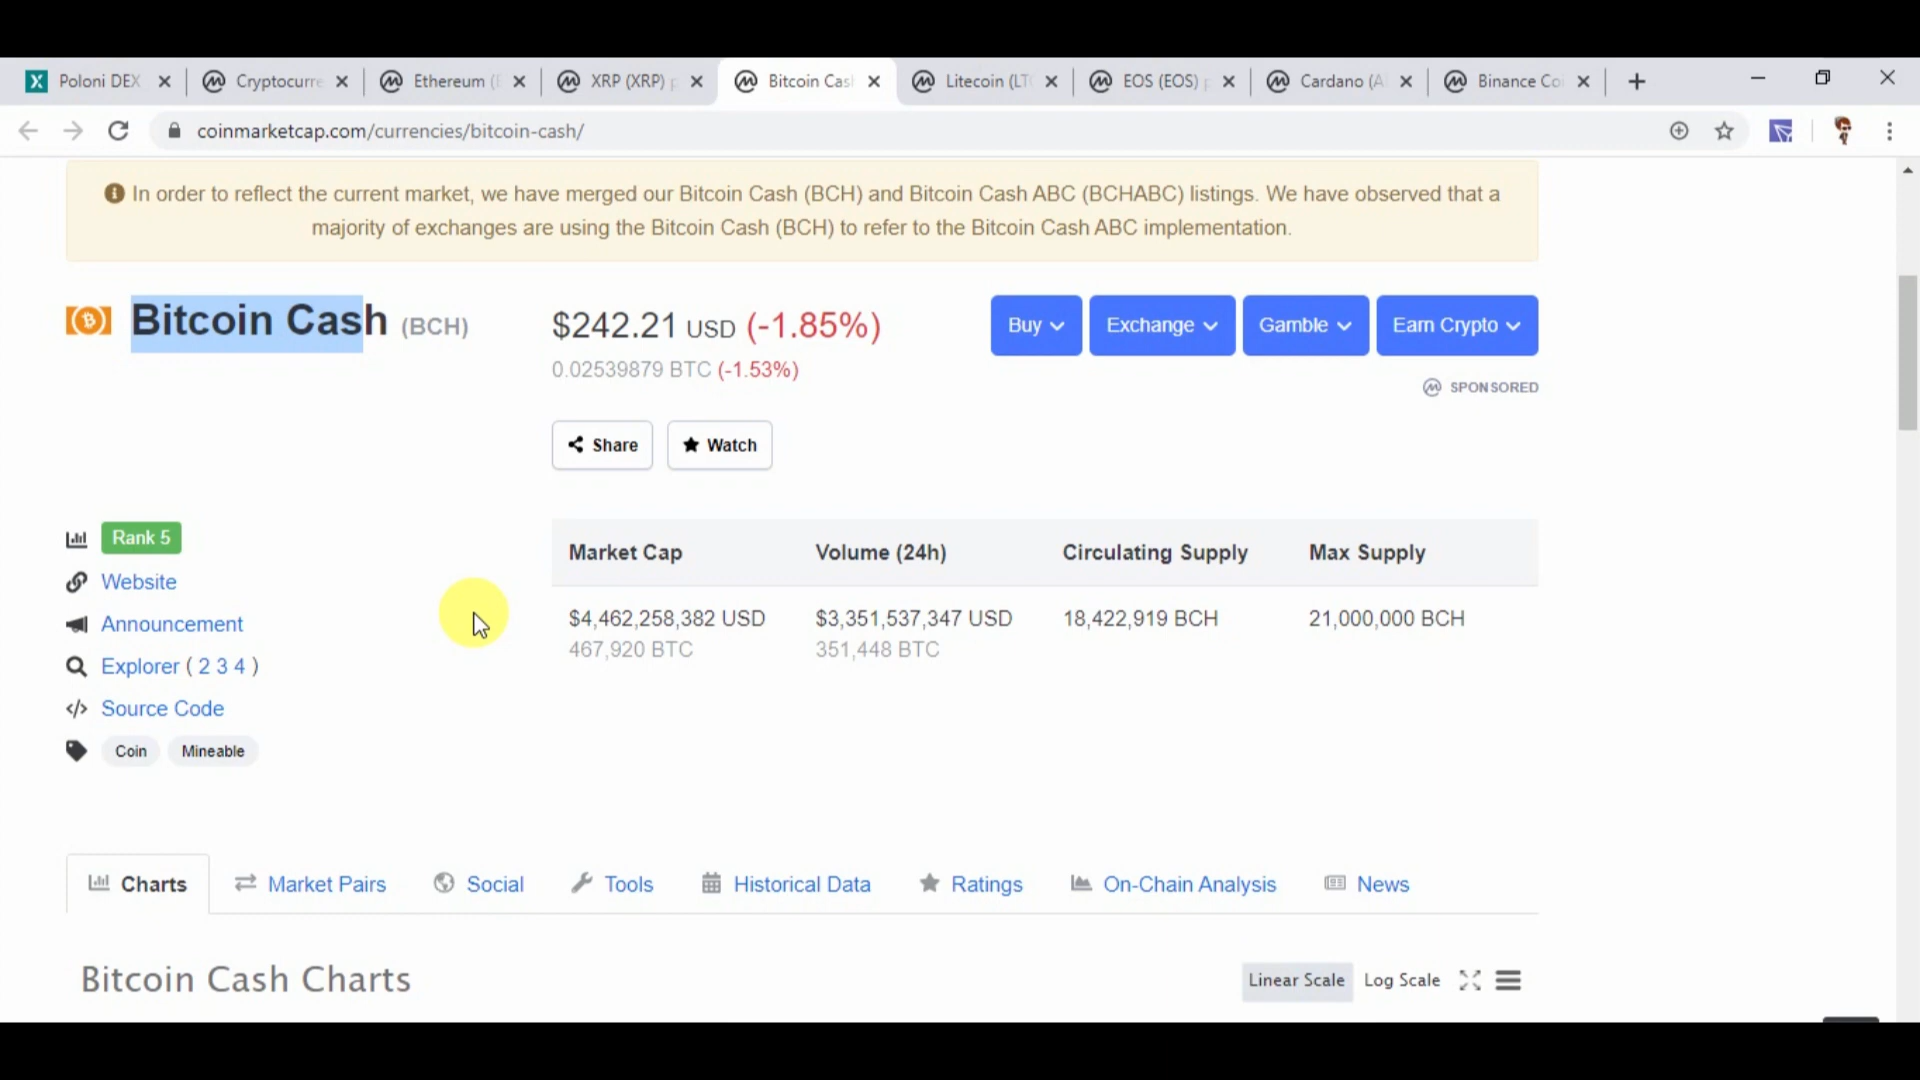 Poloni DEX
Cryptocurre
Ethereum (
XRP (XRP) p
Bitcoin Cas
Litecoin (LT
EOS (EOS) p
Cardano (A
Binance Co
coinmarketcap.com/currencies/bitcoin-cash/
In order to reflect the current market, we have merged our Bitcoin Cash (BCH) and Bitcoin Cash ABC (BCHABC) listings. We have observed that a
majority of exchanges are using the Bitcoin Cash (BCH) to refer to the Bitcoin Cash ABC implementation.
Bitcoin Cash (BCH)
$242.21 USD (-1.85%)
0.02539879 BTC (-1.53%)
Buy
Exchange
Gamble
Earn Crypto
SPONSORED
Share
Watch
Rank 5
Website
Announcement
Explorer ( 2 3 4 )
Source Code
Coin Mineable
Market Cap Volume (24h) Circulating Supply Max Supply
$4,462,258,382 USD $3,351,537,347 USD 18,422,919 BCH 21,000,000 BCH
467,920 BTC 351,448 BTC
Charts Market Pairs Social Tools Historical Data Ratings On-Chain Analysis News
Bitcoin Cash Charts
Linear Scale Log Scale